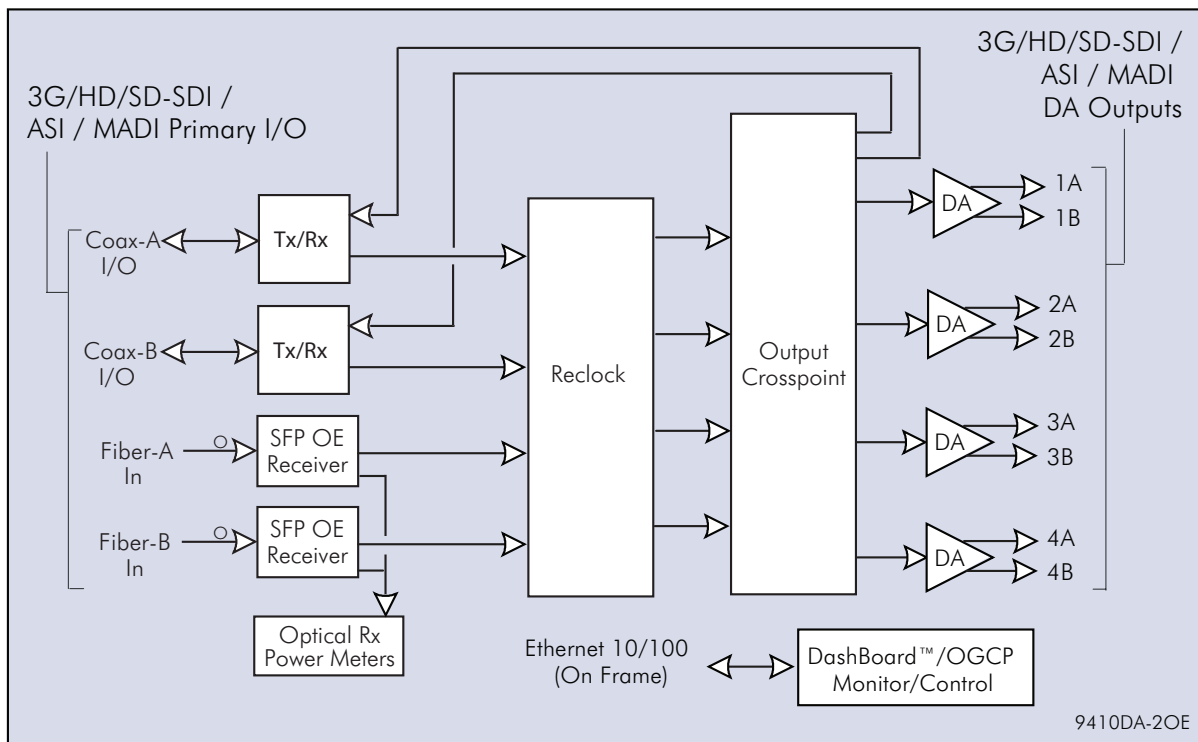 3G/HD/SD-SDI /
ASI / MADI Primary I/O
3G/HD/SD-SDI /
ASI / MADI
DA Outputs
Coax-A
I/O
Tx/Rx
Coax-B
I/O
Tx/Rx
Fiber-A
In
SFP OE
Receiver
Fiber-B
In
SFP OE
Receiver
Optical Rx
Power Meters
Reclock
Output
Crosspoint
DA
1A
1B
DA
2A
2B
DA
3A
3B
DA
4A
4B
Ethernet 10/100
(On Frame)
DashBoard™/OGCP
Monitor/Control
9410DA-2OE